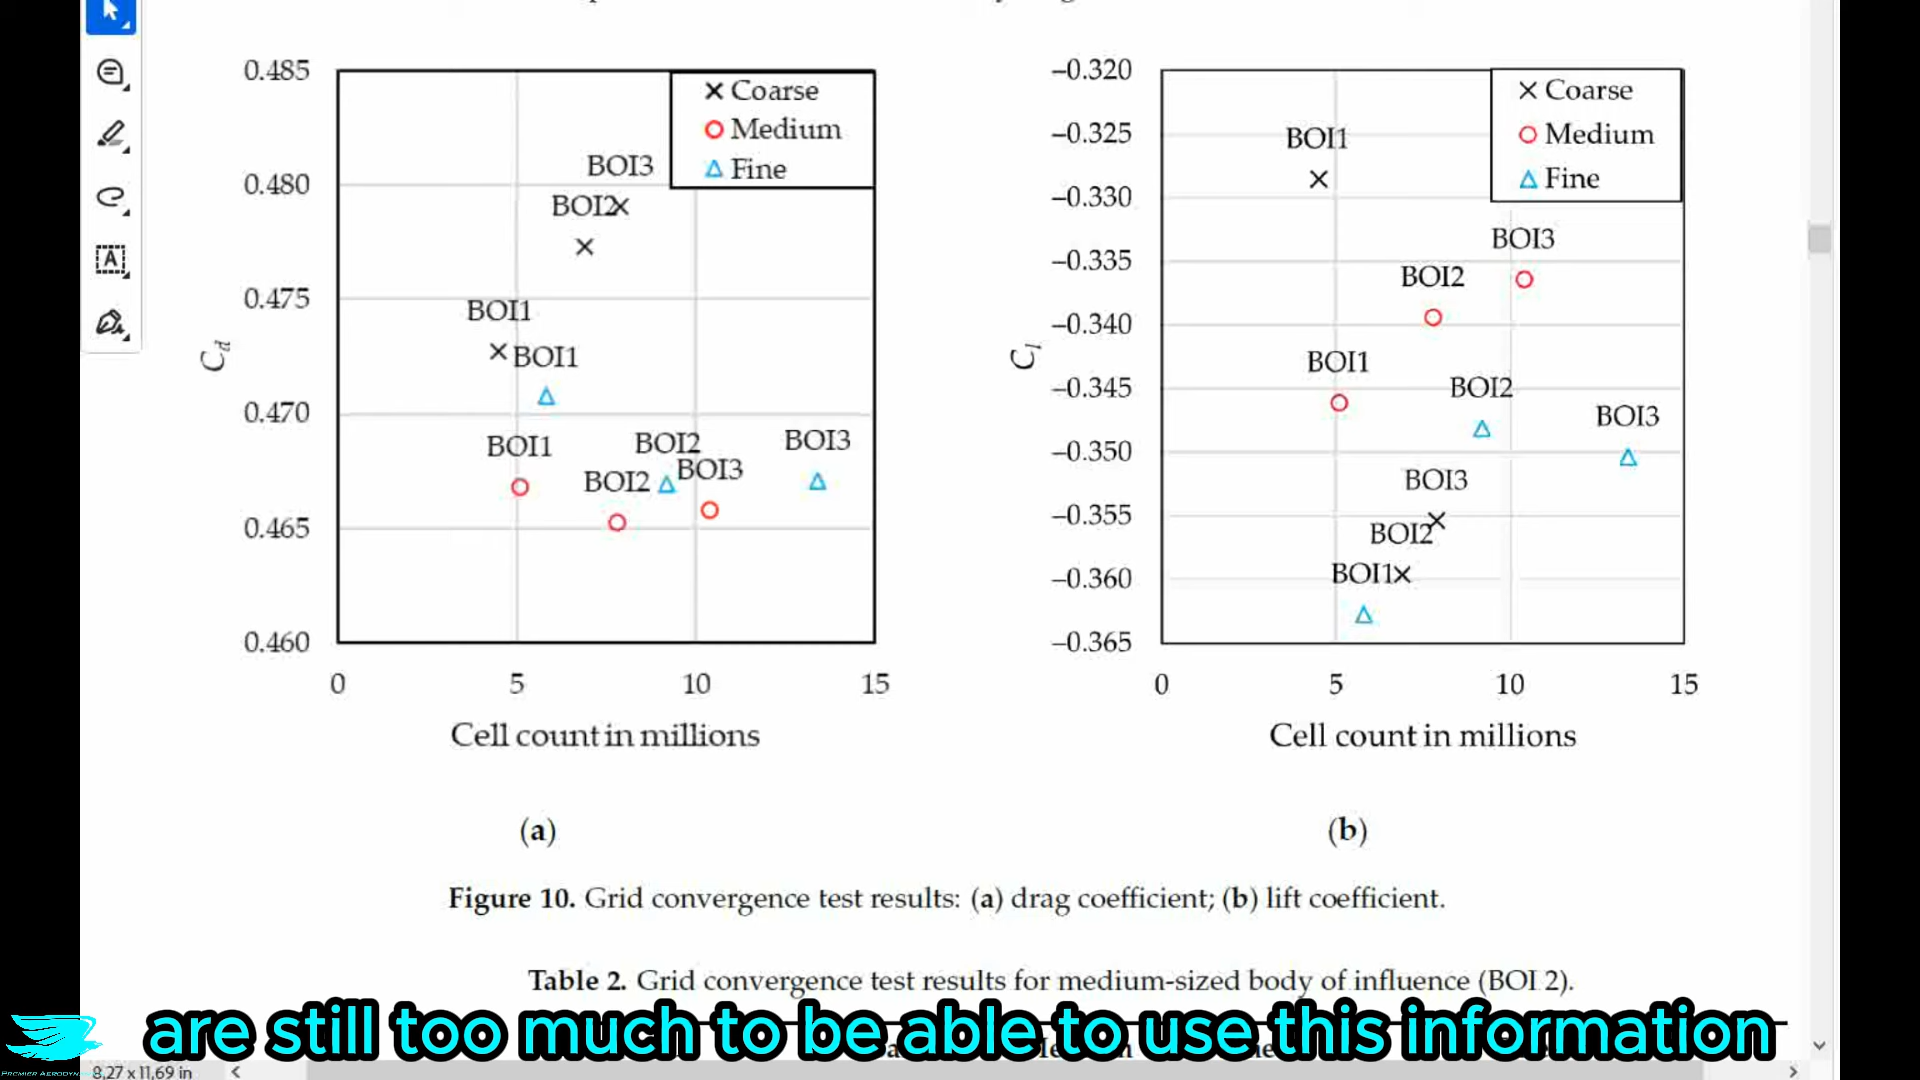 0.485
0.480
0.475
0.470
0.465
0.460
Cd
× Coarse
Medium
Fine
BOI3
BOI2
BOI1
BOI1
BOI1
BOI2
BOI2
BOI3
BOI3
0
5
10
15
Cell count in millions
(a)
−0.320
−0.325
−0.330
−0.335
−0.340
−0.345
−0.350
−0.355
−0.360
−0.365
Cl
× Coarse
Medium
Fine
BOI1
BOI3
BOI2
BOI1
BOI2
BOI3
BOI3
BOI2
BOI1
0
5
10
15
Cell count in millions
(b)
Figure 10. Grid convergence test results: (a) drag coefficient; (b) lift coefficient.
Table 2. Grid convergence test results for medium-sized body of influence (BOI 2).
are still too much to be able to use this information
PREMIER
8,27 x 11,69 in